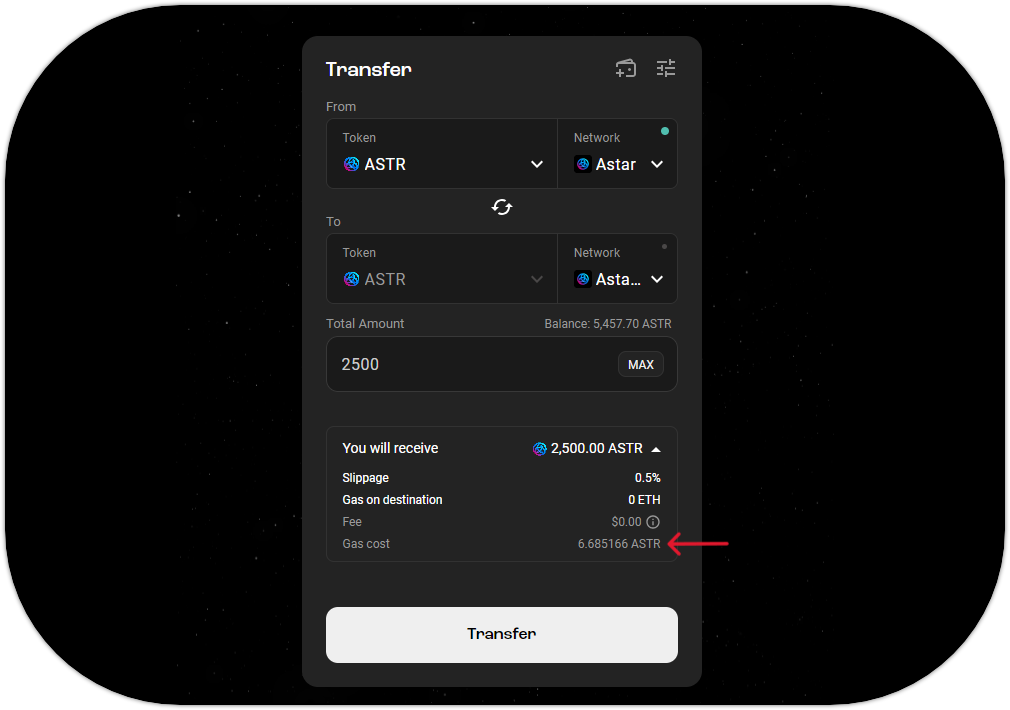 Transfer
From
Token
Network
ASTR
Astar
To
Token
Network
ASTR
Asta...
Total Amount
Balance: 5,457.70 ASTR
2500
MAX
You will receive
2,500.00 ASTR
Slippage
0.5%
Gas on destination
0 ETH
Fee
$0.00
Gas cost
6.685166 ASTR
Transfer